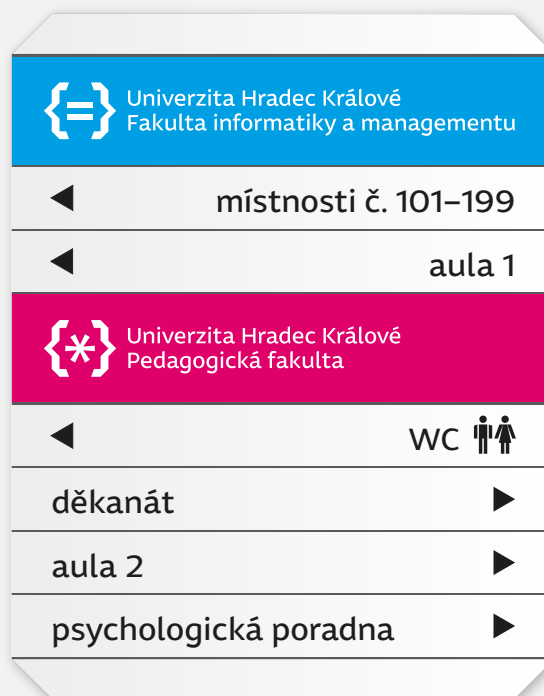 {=} Univerzita Hradec Králové
Fakulta informatiky a managementu
místnosti č. 101–199
aula 1
{*} Univerzita Hradec Králové
Pedagogická fakulta
WC
děkanát
aula 2
psychologická poradna